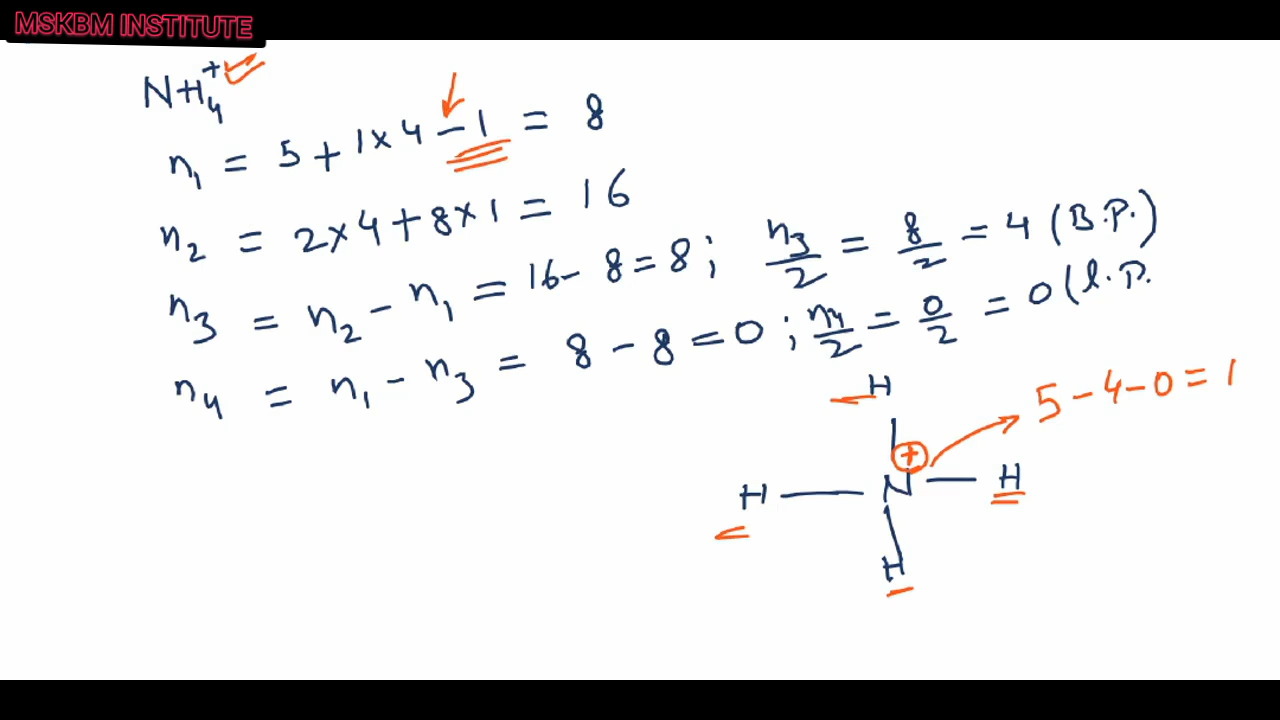 MSKBM INSTITUTE
NH₄⁺
n₁ = 5 + 1 × 4 − 1 = 8
n₂ = 2 × 4 + 8 × 1 = 16
n₃ = n₂ − n₁ = 16 − 8 = 8 ; n₃/2 = 8/2 = 4 (B.P.)
n₄ = n₁ − n₃ = 8 − 8 = 0 ; n₄/2 = 0/2 = 0 (l.P.
H
5 − 4 − 0 = 1
+
H — N — H
H